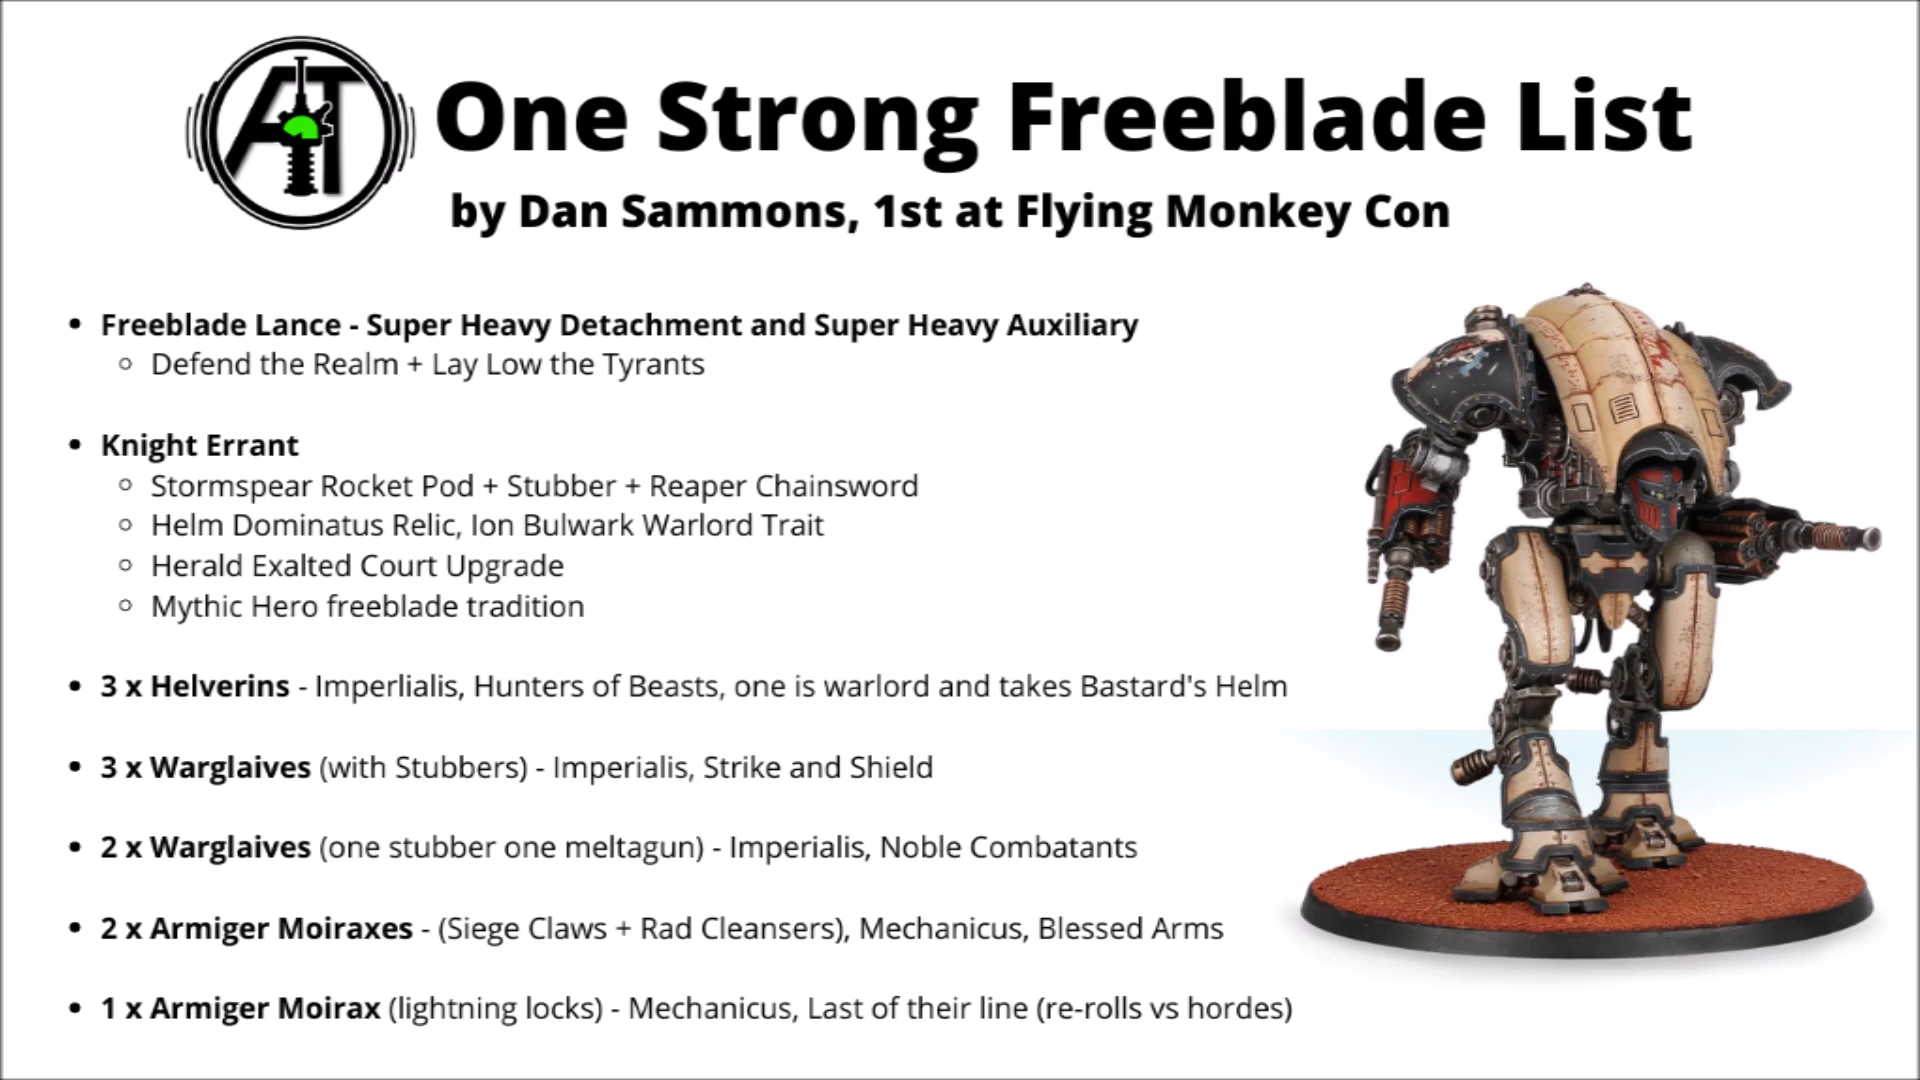 AT
One Strong Freeblade List
by Dan Sammons, 1st at Flying Monkey Con
• Freeblade Lance - Super Heavy Detachment and Super Heavy Auxiliary
○ Defend the Realm + Lay Low the Tyrants
• Knight Errant
○ Stormspear Rocket Pod + Stubber + Reaper Chainsword
○ Helm Dominatus Relic, Ion Bulwark Warlord Trait
○ Herald Exalted Court Upgrade
○ Mythic Hero freeblade tradition
• 3 x Helverins - Imperlialis, Hunters of Beasts, one is warlord and takes Bastard's Helm
• 3 x Warglaives (with Stubbers) - Imperialis, Strike and Shield
• 2 x Warglaives (one stubber one meltagun) - Imperialis, Noble Combatants
• 2 x Armiger Moiraxes - (Siege Claws + Rad Cleansers), Mechanicus, Blessed Arms
• 1 x Armiger Moirax (lightning locks) - Mechanicus, Last of their line (re-rolls vs hordes)